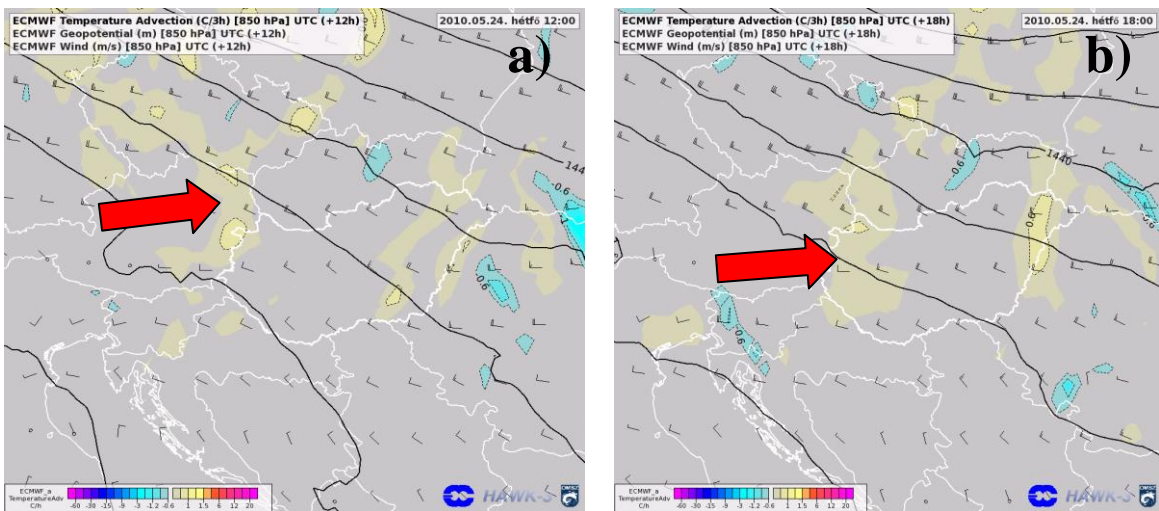 ECMWF Temperature Advection (C/3h) [850 hPa] UTC (+12h)
ECMWF Geopotential (m) [850 hPa] UTC (+12h)
ECMWF Wind (m/s) [850 hPa] UTC (+12h)
2010.05.24. hétfő 12:00
a)
144
-0.6
-0.6
ECMWF_a
TemperatureAdv
C/h
-60 -30 -15 -9 -3 -1.2 -0.6 1 1.5 6 12 20
HAWK-3
OMSZ
ECMWF Temperature Advection (C/3h) [850 hPa] UTC (+18h)
ECMWF Geopotential (m) [850 hPa] UTC (+18h)
ECMWF Wind (m/s) [850 hPa] UTC (+18h)
2010.05.24. hétfő 18:00
b)
1440
-0.6
-0.6
0.6
-0.6
ECMWF_a
TemperatureAdv
C/h
-60 -30 -15 -9 -3 -1.2 -0.6 1 1.5 6 12 20
HAWK-3
OMSZ